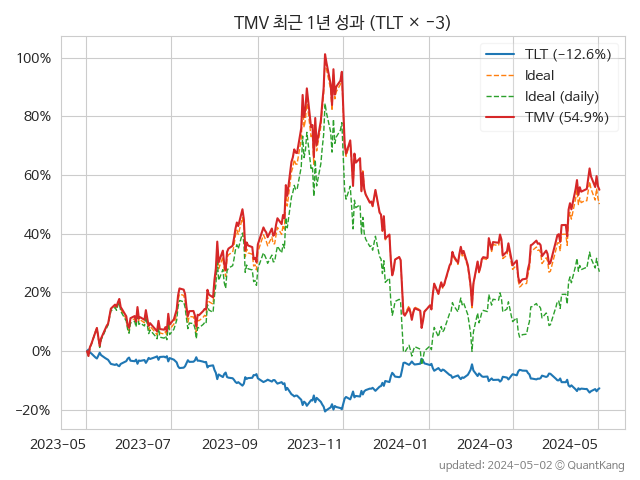 TMV 최근 1년 성과 (TLT × −3)
TLT (−12.6%)
Ideal
Ideal (daily)
TMV (54.9%)
100%
80%
60%
40%
20%
0%
−20%
2023-05 2023-07 2023-09 2023-11 2024-01 2024-03 2024-05
updated: 2024-05-02 © QuantKang